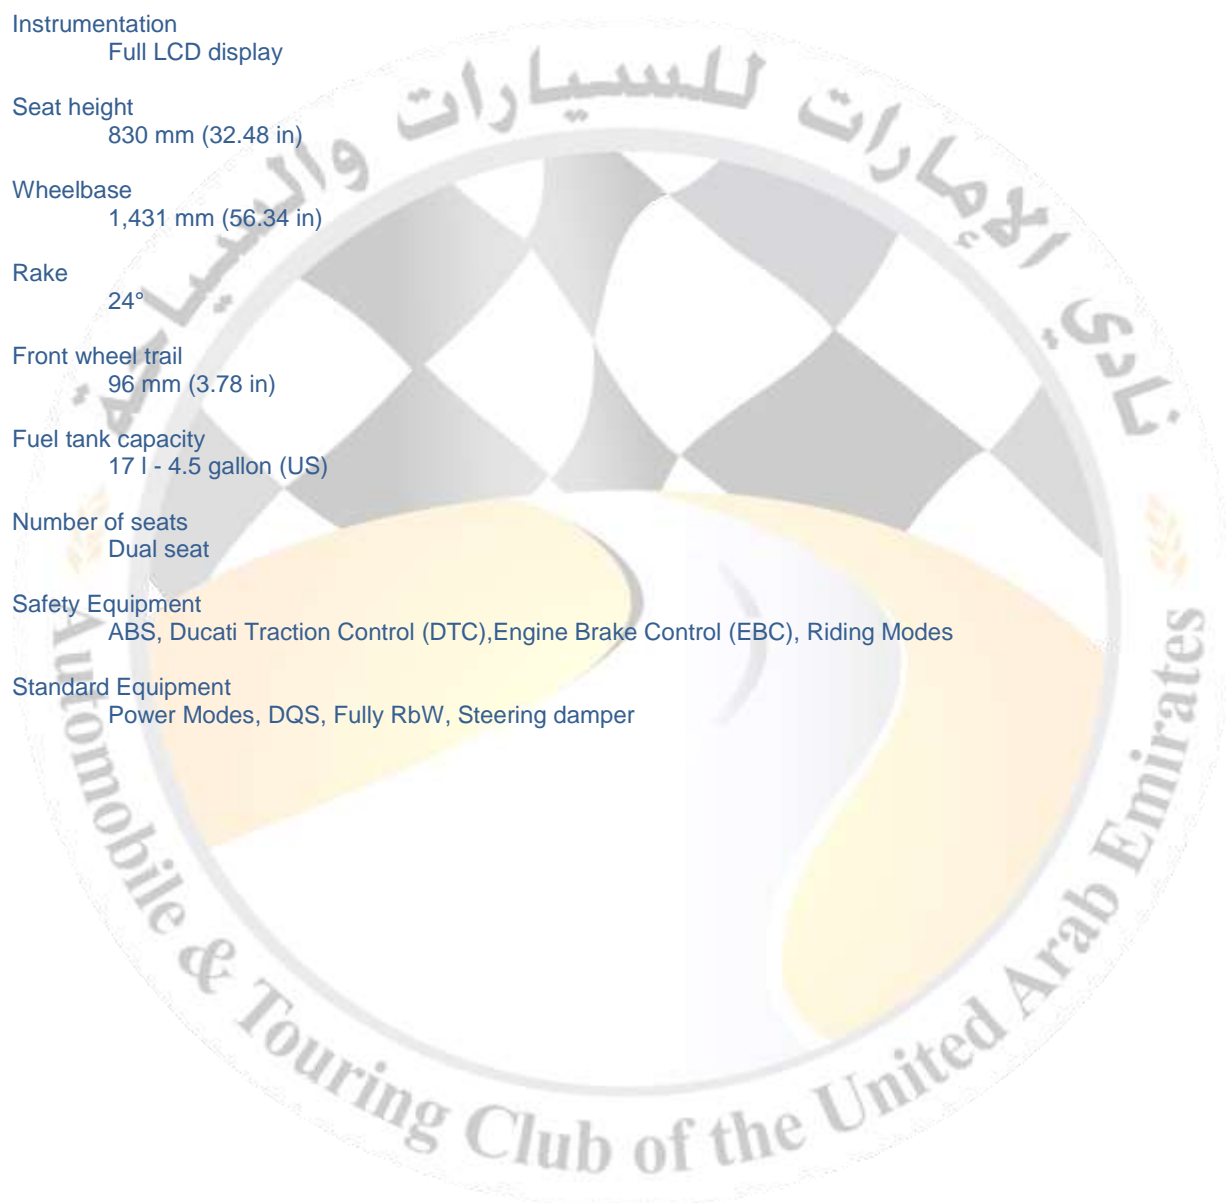 Instrumentation
Full LCD display
Seat height
830 mm (32.48 in)
Wheelbase
1,431 mm (56.34 in)
Rake
24°
Front wheel trail
96 mm (3.78 in)
Fuel tank capacity
17 l - 4.5 gallon (US)
Number of seats
Dual seat
Safety Equipment
ABS, Ducati Traction Control (DTC),Engine Brake Control (EBC), Riding Modes
Standard Equipment
Power Modes, DQS, Fully RbW, Steering damper
نادي الإمارات للسيارات والسياحة
Automobile & Touring Club of the United Arab Emirates